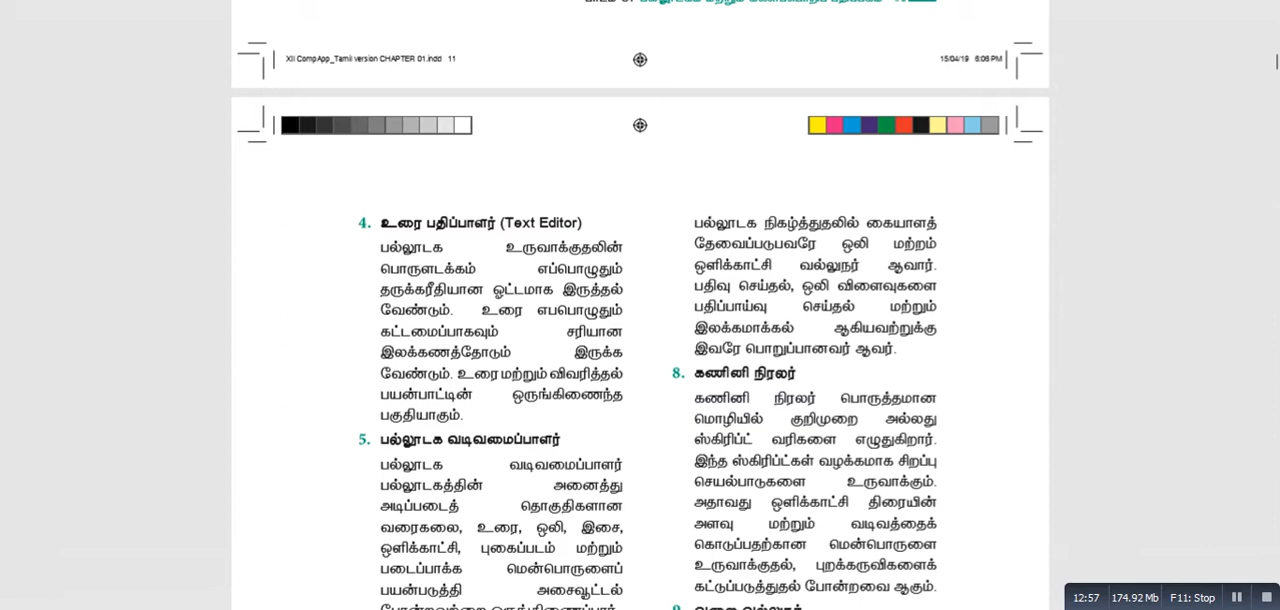 XII CompApp_Tamil version CHAPTER 01.indd 11
15/04/19 6:06 PM
4. உரை பதிப்பாளர் (Text Editor)
பல்லூடக உருவாக்குதலின்
பொருளடக்கம் எப்பொழுதும்
தருக்கரீதியான ஓட்டமாக இருத்தல்
வேண்டும். உரை எபபொழுதும்
கட்டமைப்பாகவும் சரியான
இலக்கணத்தோடும் இருக்க
வேண்டும். உரை மற்றும் விவரித்தல்
பயன்பாட்டின் ஒருங்கிணைந்த
பகுதியாகும்.
5. பல்லூடக வடிவமைப்பாளர்
பல்லூடக வடிவமைப்பாளர்
பல்லூடகத்தின் அனைத்து
அடிப்படைத் தொகுதிகளான
வரைகலை, உரை, ஒலி, இசை,
ஒளிக்காட்சி, புகைப்படம் மற்றும்
படைப்பாக்க மென்பொருளைப்
பயன்படுத்தி அசைவூட்டல்
பல்லூடக நிகழ்த்துதலில் கையாளத்
தேவைப்படுபவரே ஒலி மற்றம்
ஒளிக்காட்சி வல்லுநர் ஆவார்.
பதிவு செய்தல், ஒலி விளைவுகளை
பதிப்பாய்வு செய்தல் மற்றும்
இலக்கமாக்கல் ஆகியவற்றுக்கு
இவரே பொறுப்பானவர் ஆவர்.
8. கணினி நிரலர்
கணினி நிரலர் பொருத்தமான
மொழியில் குறிமுறை அல்லது
ஸ்கிரிப்ட் வரிகளை எழுதுகிறார்.
இந்த ஸ்கிரிப்ட்கள் வழக்கமாக சிறப்பு
செயல்பாடுகளை உருவாக்கும்.
அதாவது ஒளிக்காட்சி திரையின்
அளவு மற்றும் வடிவத்தைக்
கொடுப்பதற்கான மென்பொருளை
உருவாக்குதல், புறக்கருவிகளைக்
கட்டுப்படுத்துதல் போன்றவை ஆகும்.
12:57 174.92 Mb F11: Stop